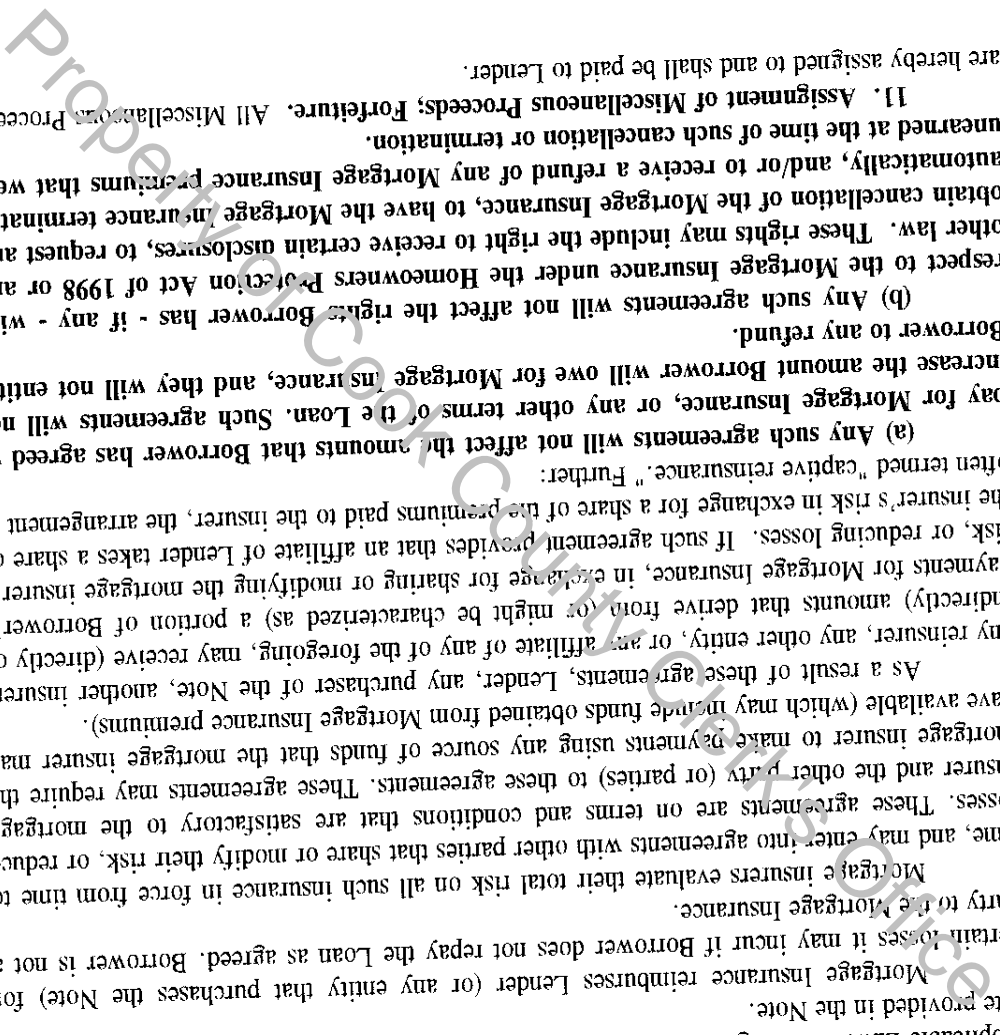 te provided in the Note.
Mortgage Insurance reimburses Lender (or any entity that purchases the Note) fo
ertain losses it may incur if Borrower does not repay the Loan as agreed. Borrower is not a
arty to the Mortgage Insurance.
Mortgage insurers evaluate their total risk on all such insurance in force from time to
ime, and may enter into agreements with other parties that share or modify their risk, or reduc
osses. These agreements are on terms and conditions that are satisfactory to the mortgag
nsurer and the other party (or parties) to these agreements. These agreements may require th
nortgage insurer to make payments using any source of funds that the mortgage insurer ma
ave available (which may include funds obtained from Mortgage Insurance premiums).
As a result of these agreements, Lender, any purchaser of the Note, another insurer
ny reinsurer, any other entity, or any affiliate of any of the foregoing, may receive (directly o
ndirectly) amounts that derive from (or might be characterized as) a portion of Borrower'
ayments for Mortgage Insurance, in exchange for sharing or modifying the mortgage insurer'
isk, or reducing losses. If such agreement provides that an affiliate of Lender takes a share o
he insurer's risk in exchange for a share of the premiums paid to the insurer, the arrangement
often termed "captive reinsurance." Further:
(a) Any such agreements will not affect the amounts that Borrower has agreed
pay for Mortgage Insurance, or any other terms of the Loan. Such agreements will n
ncrease the amount Borrower will owe for Mortgage Insurance, and they will not entit
Borrower to any refund.
(b) Any such agreements will not affect the rights Borrower has - if any - wi
respect to the Mortgage Insurance under the Homeowners Protection Act of 1998 or a
other law. These rights may include the right to receive certain disclosures, to request a
obtain cancellation of the Mortgage Insurance, to have the Mortgage Insurance terminat
automatically, and/or to receive a refund of any Mortgage Insurance premiums that we
unearned at the time of such cancellation or termination.
11. Assignment of Miscellaneous Proceeds; Forfeiture. All Miscellaneous Procee
are hereby assigned to and shall be paid to Lender.
Property of Cook County Clerk's Office